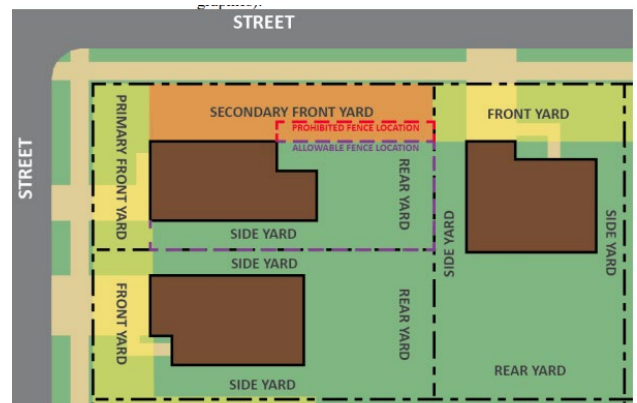 graphics).
STREET
STREET
PRIMARY FRONT YARD
SECONDARY FRONT YARD
FRONT YARD
PROHIBITED FENCE LOCATION
ALLOWABLE FENCE LOCATION
REAR YARD
SIDE YARD
SIDE YARD
SIDE YARD
SIDE YARD
FRONT YARD
REAR YARD
SIDE YARD
REAR YARD